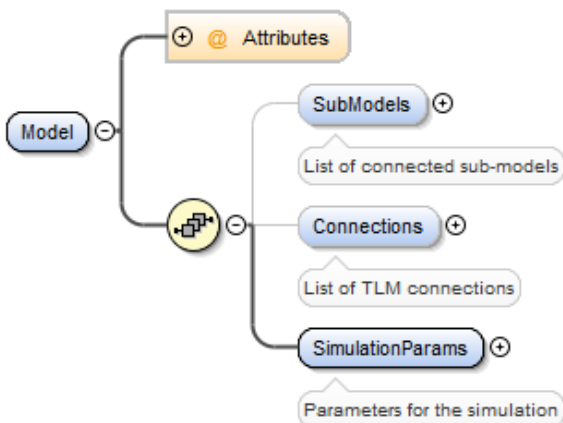 @ Attributes
Model
SubModels
List of connected sub-models
Connections
List of TLM connections
SimulationParams
Parameters for the simulation